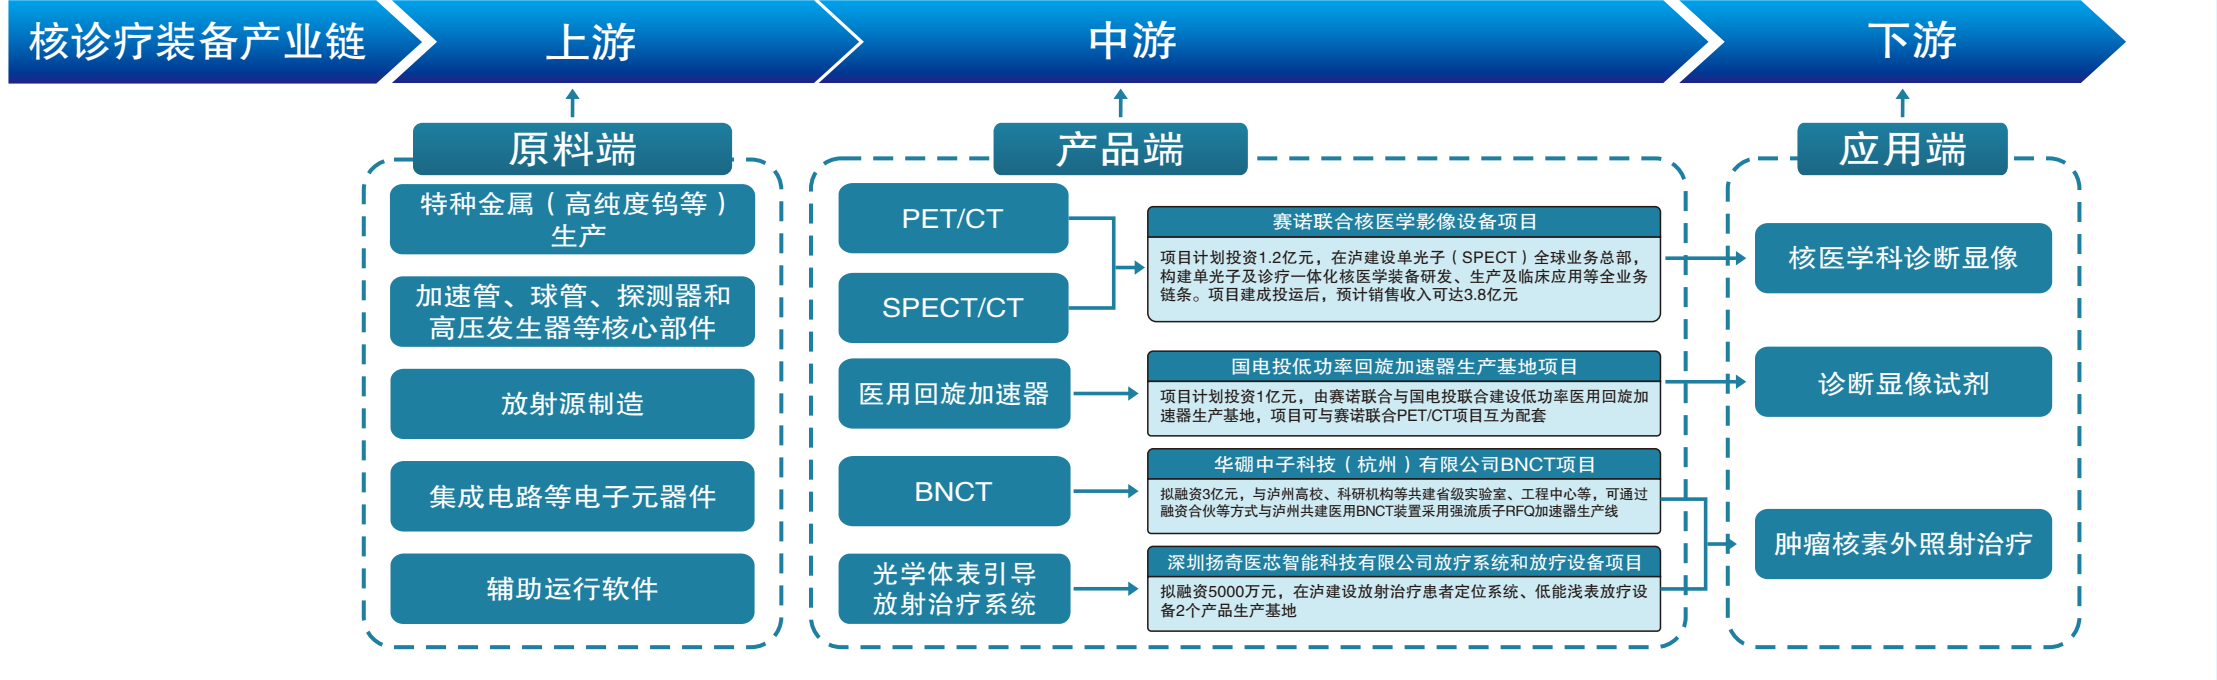 核诊疗装备产业链
上游
中游
下游
原料端
特种金属（高纯度钨等）
生产
加速管、球管、探测器和
高压发生器等核心部件
放射源制造
集成电路等电子元器件
辅助运行软件
产品端
PET/CT
SPECT/CT
赛诺联合核医学影像设备项目
项目计划投资1.2亿元，在泸建设单光子（SPECT）全球业务总部，
构建单光子及诊疗一体化核医学装备研发、生产及临床应用等全业务
链条。项目建成投运后，预计销售收入可达3.8亿元
医用回旋加速器
国电投低功率回旋加速器生产基地项目
项目计划投资1亿元，由赛诺联合与国电投联合建设低功率医用回旋加
速器生产基地，项目可与赛诺联合PET/CT项目互为配套
BNCT
华硼中子科技（杭州）有限公司BNCT项目
拟融资3亿元，与泸州高校、科研机构等共建省级实验室、工程中心等，可通过
融资合伙等方式与泸州共建医用BNCT装置采用强流质子RFQ加速器生产线
光学体表引导
放射治疗系统
深圳扬奇医芯智能科技有限公司放疗系统和放疗设备项目
拟融资5000万元，在泸建设放射治疗患者定位系统、低能浅表放疗设
备2个产品生产基地
应用端
核医学科诊断显像
诊断显像试剂
肿瘤核素外照射治疗